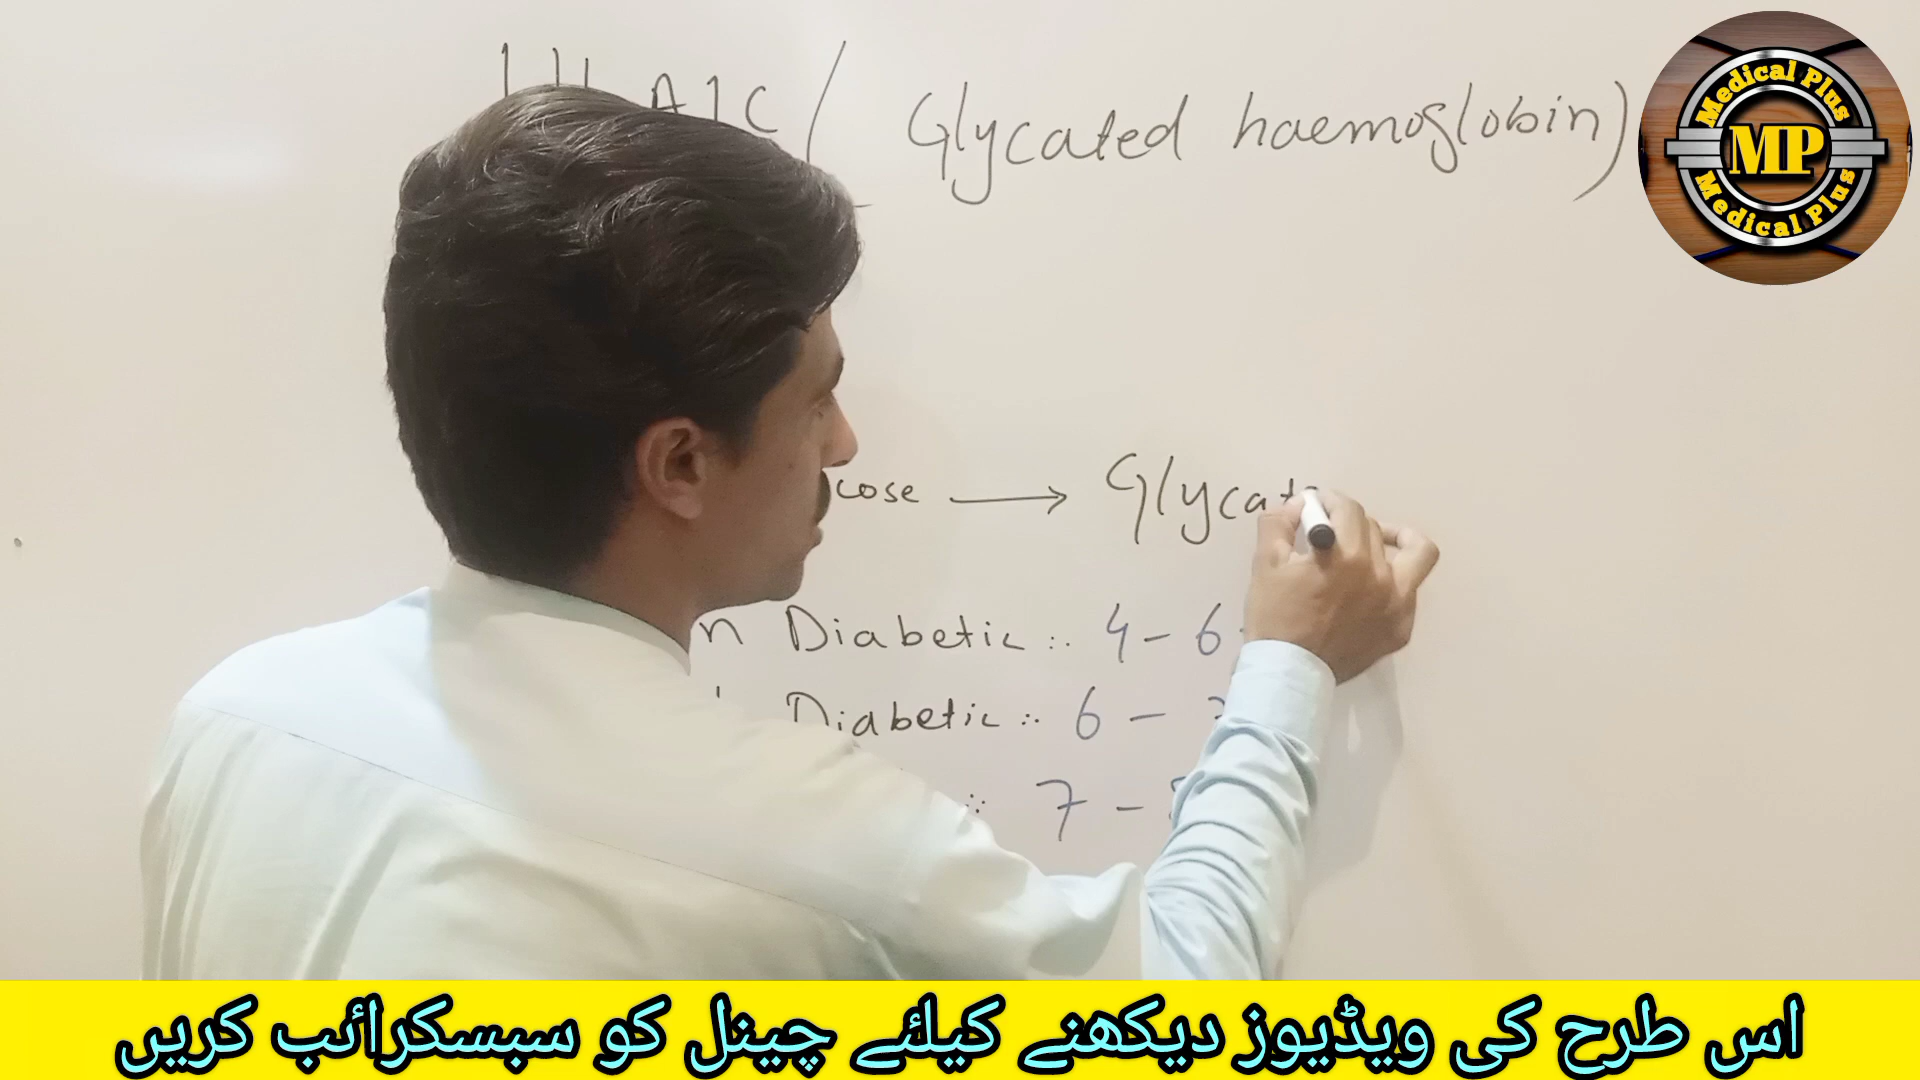 A1C ( Glycated haemoglobin)
Medical Plus
MP
Medical Plus
cose → Glycat
n Diabetic :. 4 - 6
Diabetic :. 6 -
:. 7 -
اس طرح کی ویڈیوز دیکھنے کیلئے چینل کو سبسکرائب کریں